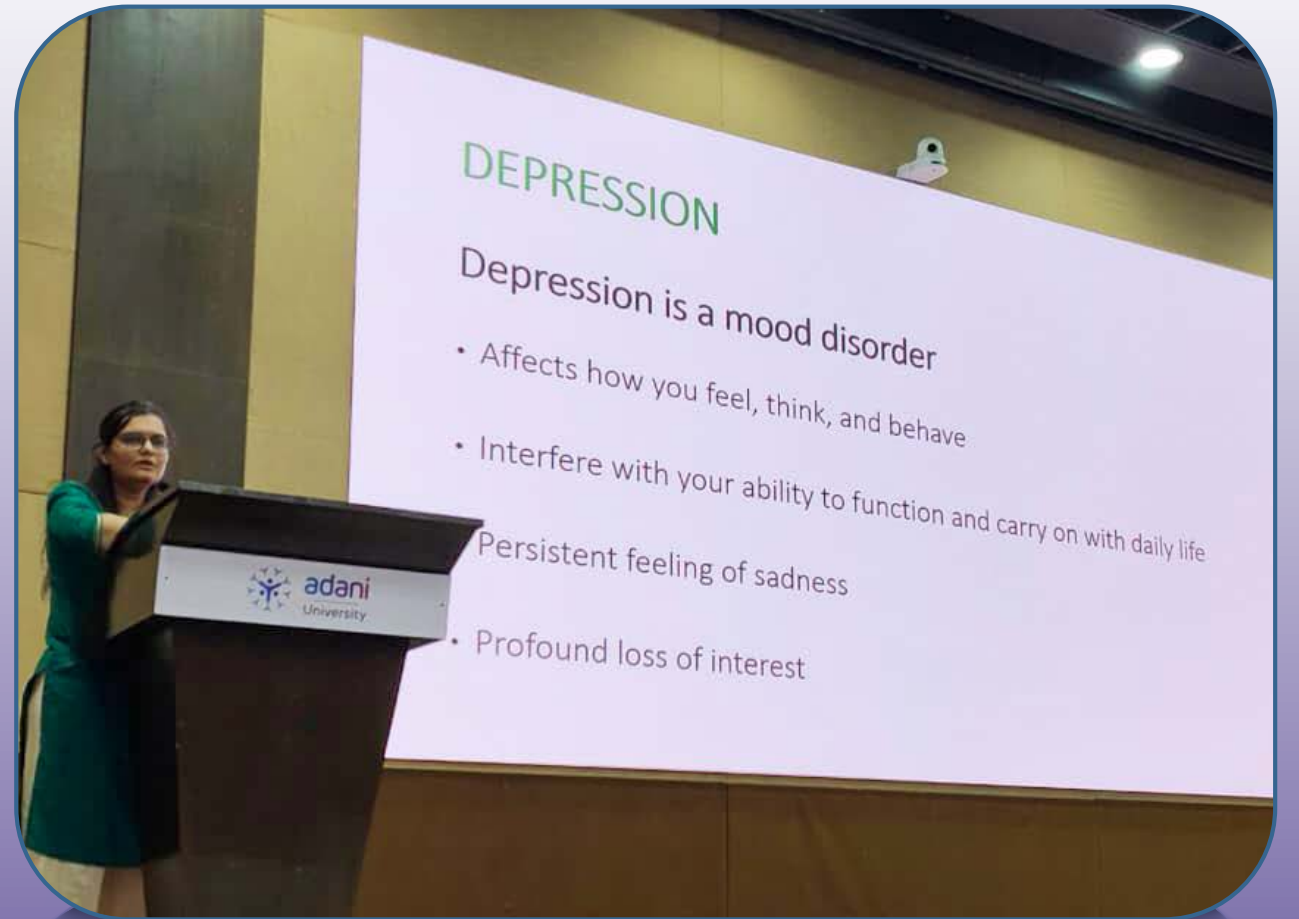 DEPRESSION
Depression is a mood disorder
• Affects how you feel, think, and behave
• Interfere with your ability to function and carry on with daily life
Persistent feeling of sadness
• Profound loss of interest
adani
University